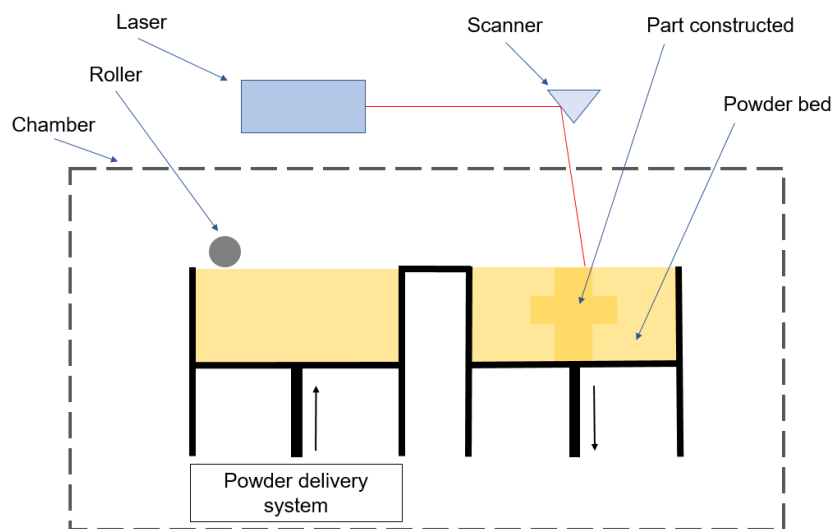 Laser
Scanner
Part constructed
Roller
Powder bed
Chamber
Powder delivery
system